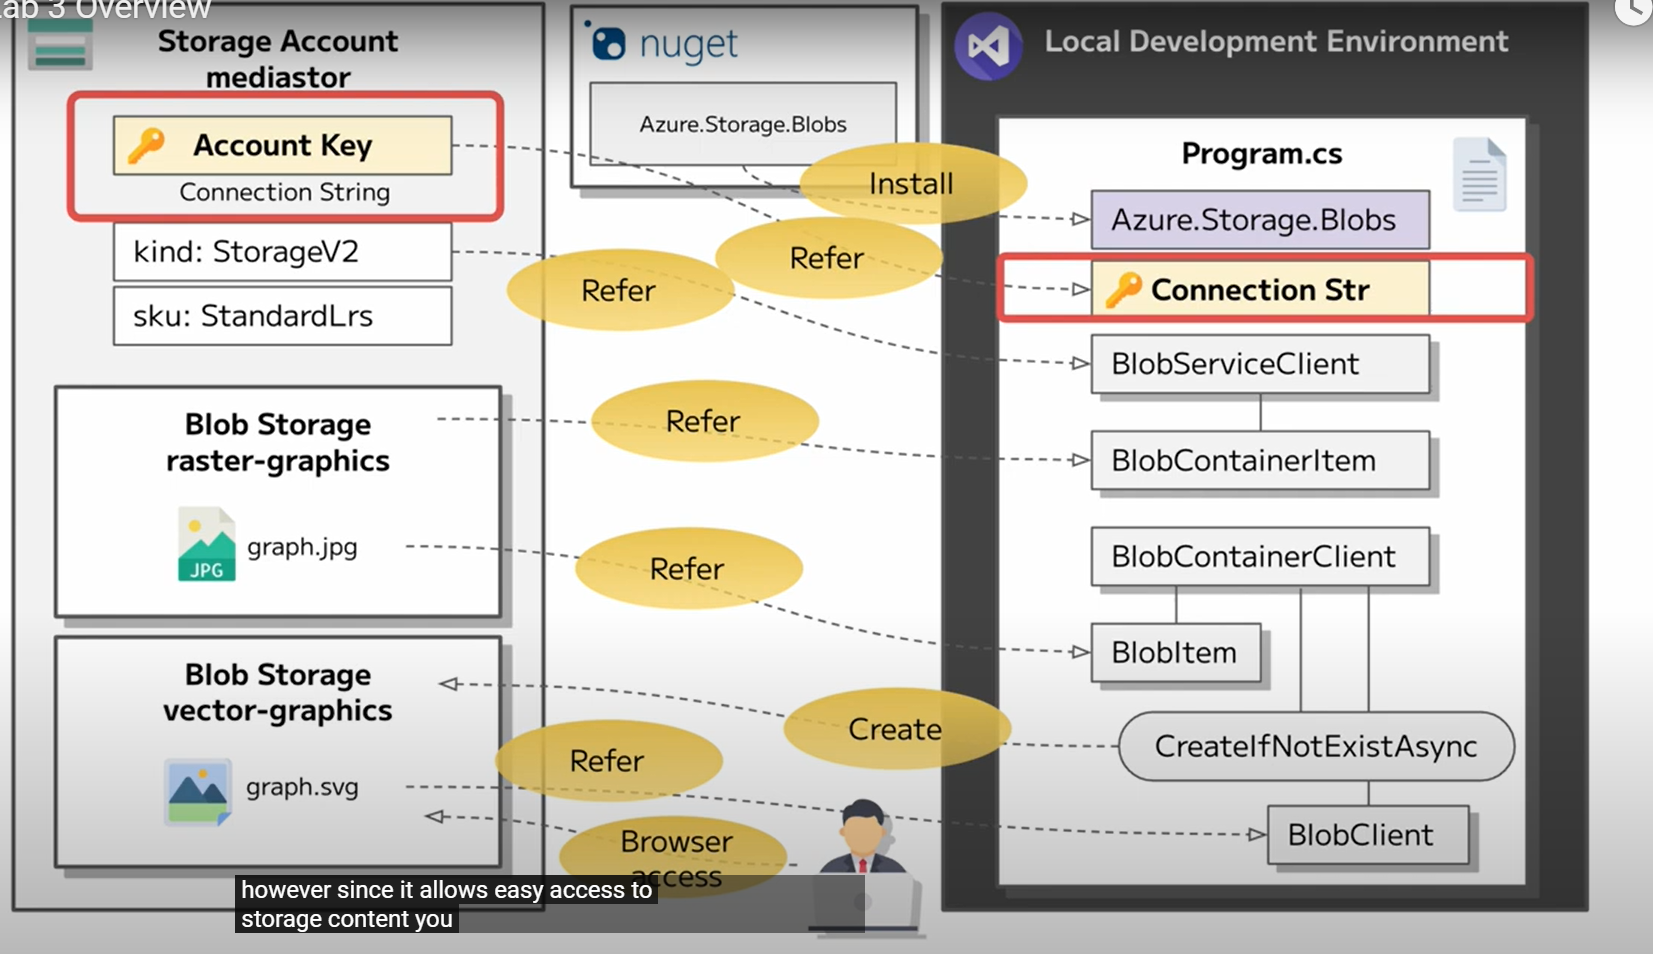 Lab 3 Overview
Storage Account
mediastor
Account Key
Connection String
kind: StorageV2
sku: StandardLrs
Blob Storage
raster-graphics
JPG
graph.jpg
Blob Storage
vector-graphics
graph.svg
nuget
Azure.Storage.Blobs
Install
Refer
Refer
Refer
Refer
Create
Refer
Browser
access
Local Development Environment
Program.cs
Azure.Storage.Blobs
Connection Str
BlobServiceClient
BlobContainerItem
BlobContainerClient
BlobItem
CreateIfNotExistAsync
BlobClient
however since it allows easy access to
storage content you